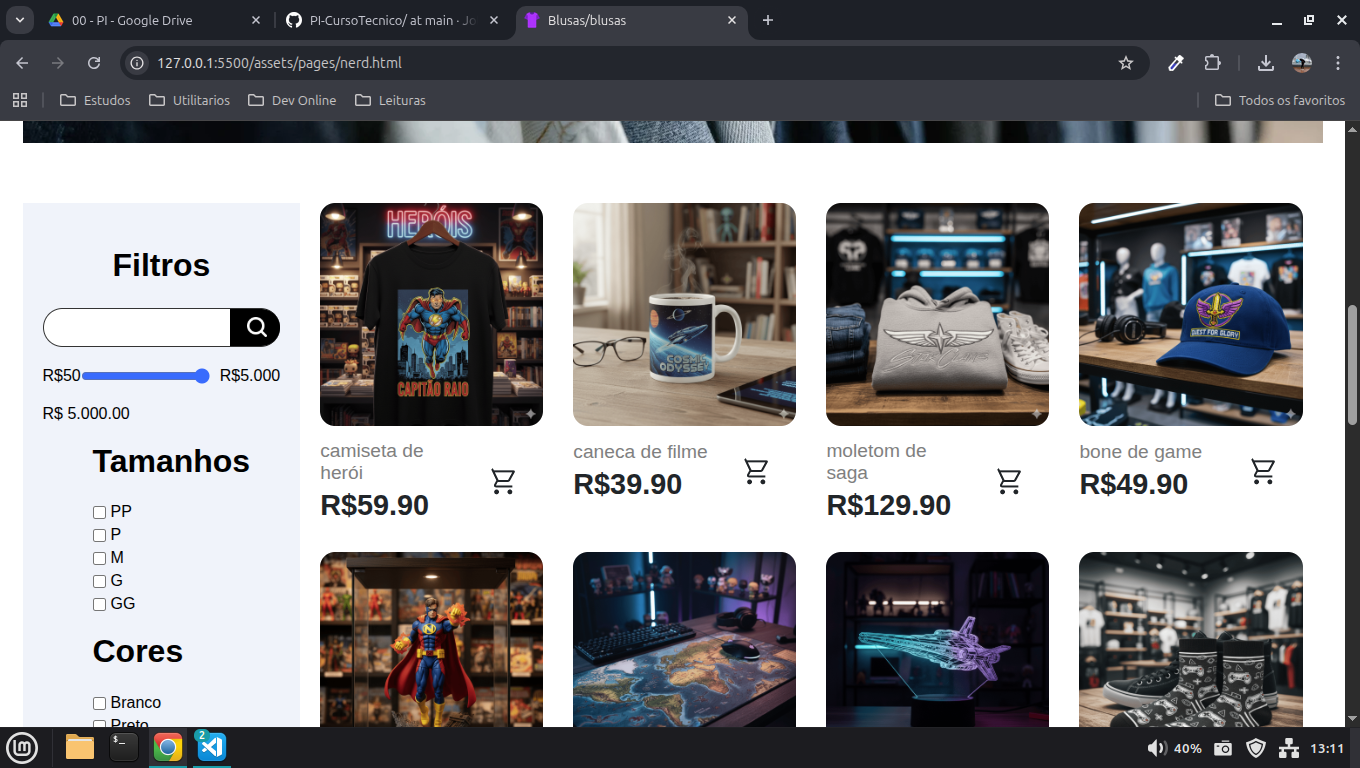 00 - PI - Google Drive
PI-CursoTecnico/ at main · Jo
Blusas/blusas
127.0.0.1:5500/assets/pages/nerd.html
Estudos
Utilitarios
Dev Online
Leituras
Todos os favoritos
Filtros
R$50
R$5.000
R$ 5.000.00
Tamanhos
PP
P
M
G
GG
Cores
Branco
Preto
HERÓIS
CAPITÃO RAIO
camiseta de
herói
R$59.90
COSMIC
ODYSSEY
caneca de filme
R$39.90
moletom de
saga
R$129.90
QUEST FOR GLORY
bone de game
R$49.90
N
$_
2
40%
13:11